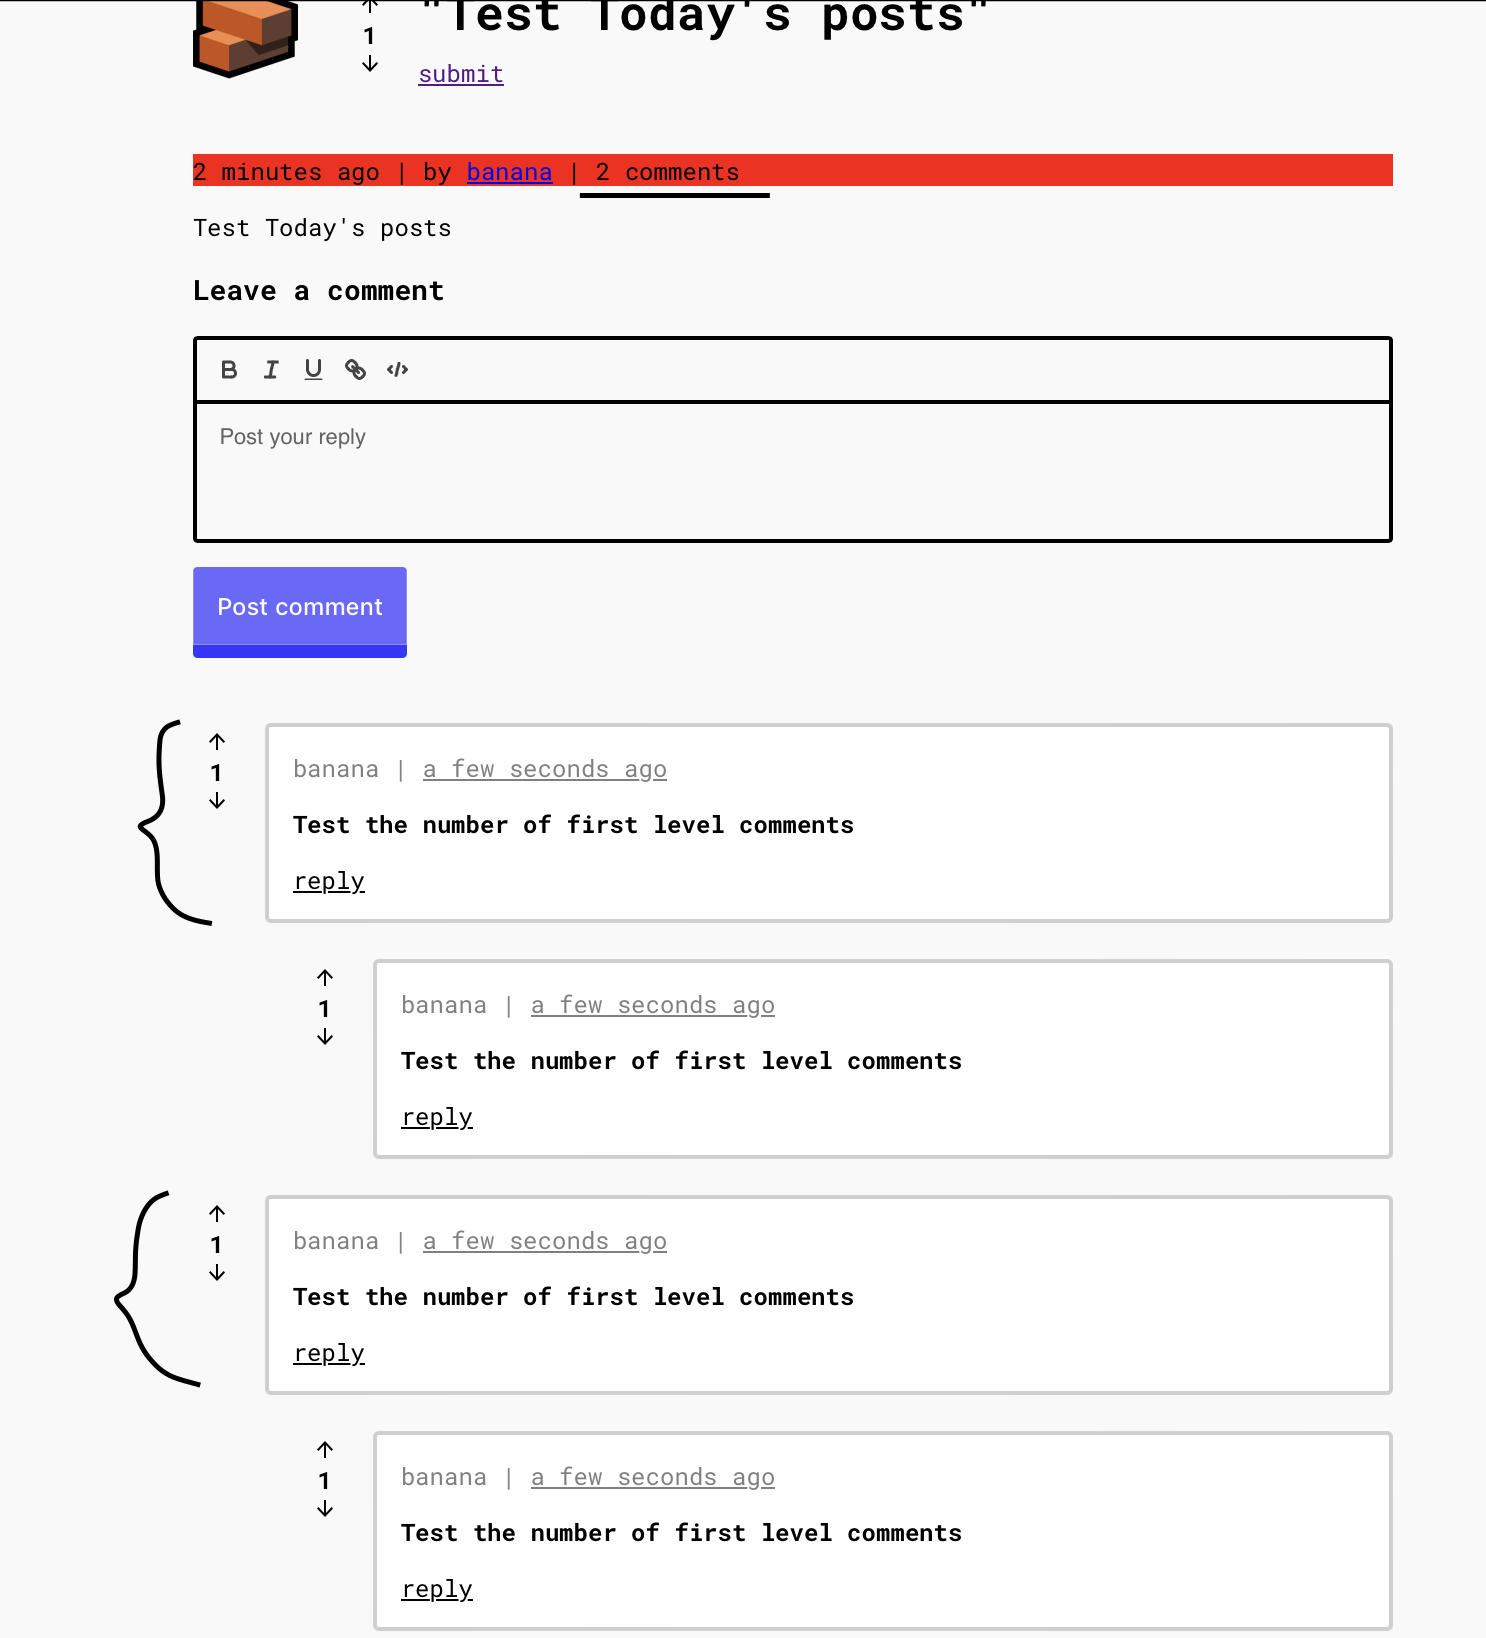 "Test Today's posts"
1
submit
2 minutes ago | by banana | 2 comments
Test Today's posts
Leave a comment
B I U </>
Post your reply
Post comment
1
banana | a few seconds ago
Test the number of first level comments
reply
1
banana | a few seconds ago
Test the number of first level comments
reply
1
banana | a few seconds ago
Test the number of first level comments
reply
1
banana | a few seconds ago
Test the number of first level comments
reply